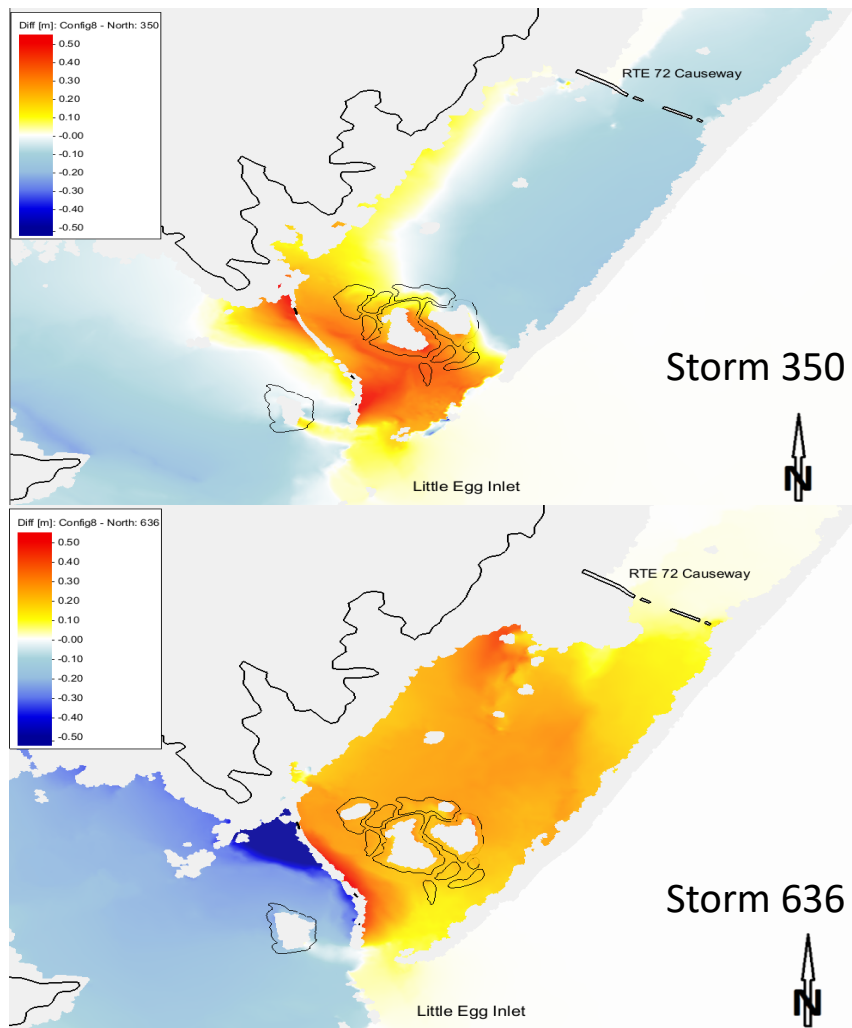 Diff [m]: Config8 - North: 350
0.50
0.40
0.30
0.20
0.10
-0.00
-0.10
-0.20
-0.30
-0.40
-0.50
RTE 72 Causeway
Storm 350
N
Little Egg Inlet
Diff [m]: Config8 - North: 636
0.50
0.40
0.30
0.20
0.10
-0.00
-0.10
-0.20
-0.30
-0.40
-0.50
RTE 72 Causeway
Storm 636
N
Little Egg Inlet